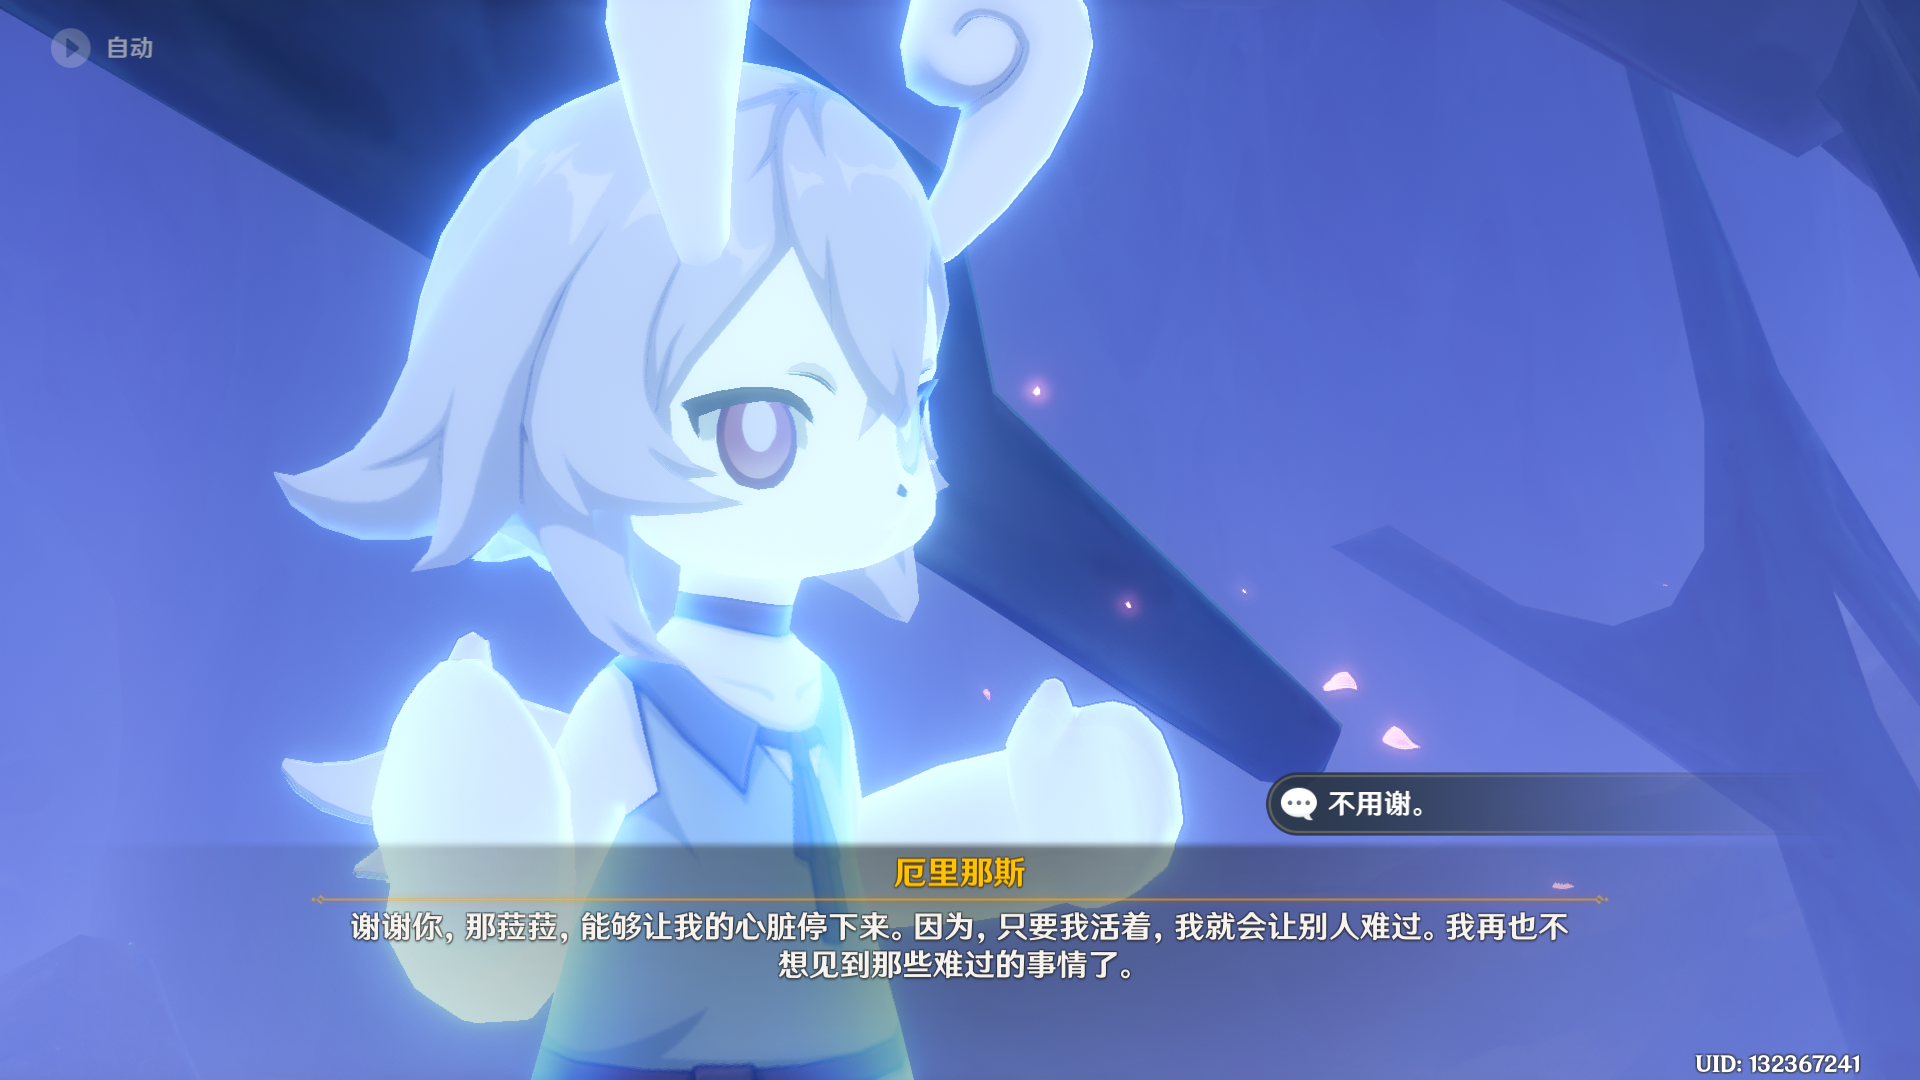 自动
不用谢。
厄里那斯
谢谢你, 那菈菈, 能够让我的心脏停下来。因为, 只要我活着, 我就会让别人难过。我再也不
想见到那些难过的事情了。
UID: 132367241